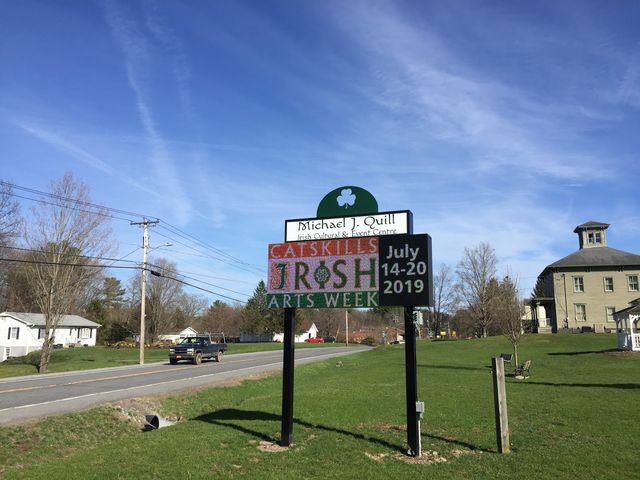 Michael J. Quill
Irish Cultural & Event Centre
CATSKILLS
IRISH
ARTS WEEK
July
14-20
2019